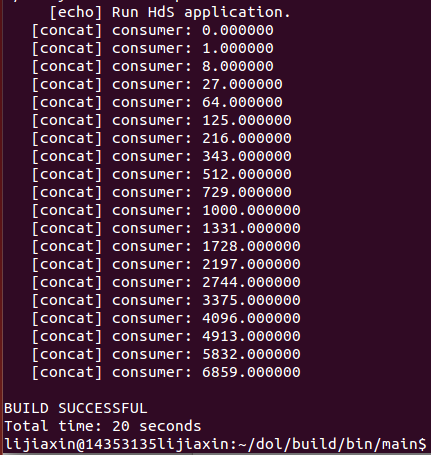 [echo] Run HdS application.
[concat] consumer: 0.000000
[concat] consumer: 1.000000
[concat] consumer: 8.000000
[concat] consumer: 27.000000
[concat] consumer: 64.000000
[concat] consumer: 125.000000
[concat] consumer: 216.000000
[concat] consumer: 343.000000
[concat] consumer: 512.000000
[concat] consumer: 729.000000
[concat] consumer: 1000.000000
[concat] consumer: 1331.000000
[concat] consumer: 1728.000000
[concat] consumer: 2197.000000
[concat] consumer: 2744.000000
[concat] consumer: 3375.000000
[concat] consumer: 4096.000000
[concat] consumer: 4913.000000
[concat] consumer: 5832.000000
[concat] consumer: 6859.000000
BUILD SUCCESSFUL
Total time: 20 seconds
lijiaxin@14353135lijiaxin:~/dol/build/bin/main$